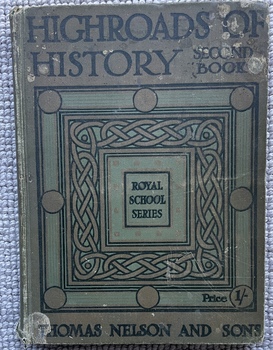 HIGHROADS OF
HISTORY SECOND
BOOK
ROYAL
SCHOOL
SERIES
Price 1/-
THOMAS NELSON AND SONS